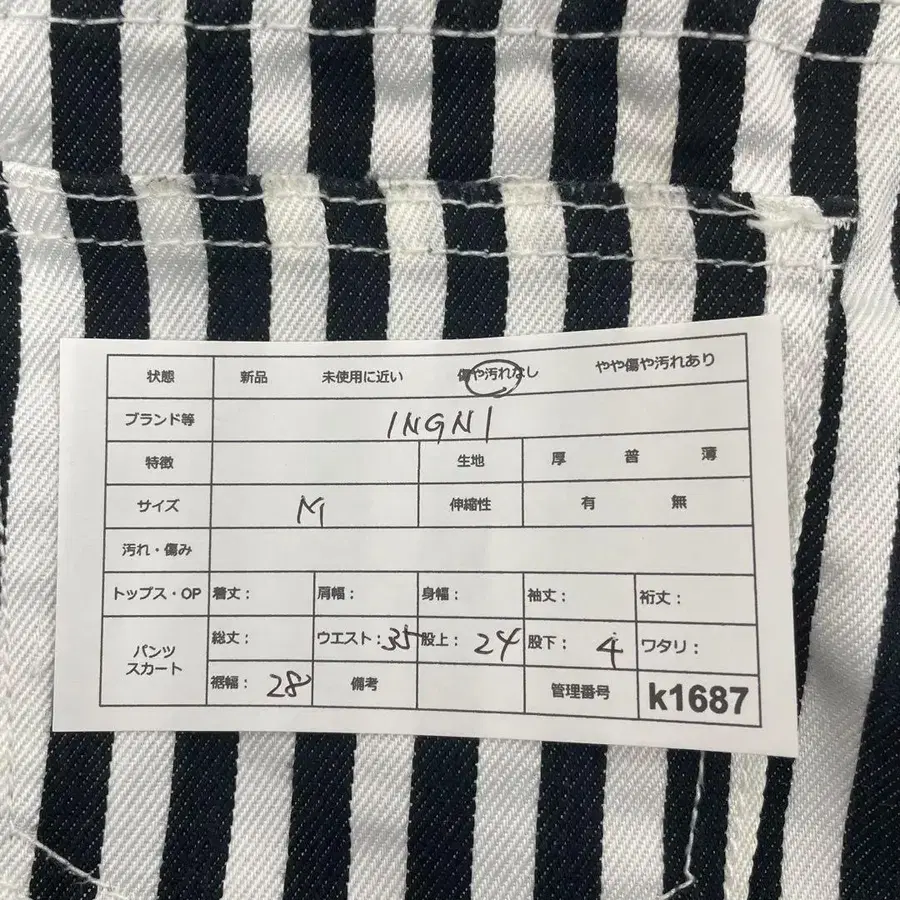 状態 新品 未使用に近い 傷や汚れなし やや傷や汚れあり
ブランド等 INGNI
特徴 生地 厚 普 薄
サイズ M 伸縮性 有 無
汚れ・傷み
トップス・OP 着丈： 肩幅： 身幅： 袖丈： 裄丈：
パンツ
スカート
総丈： ウエスト：35 股上：24 股下：4 ワタリ：
裾幅：28 備考 管理番号 k1687